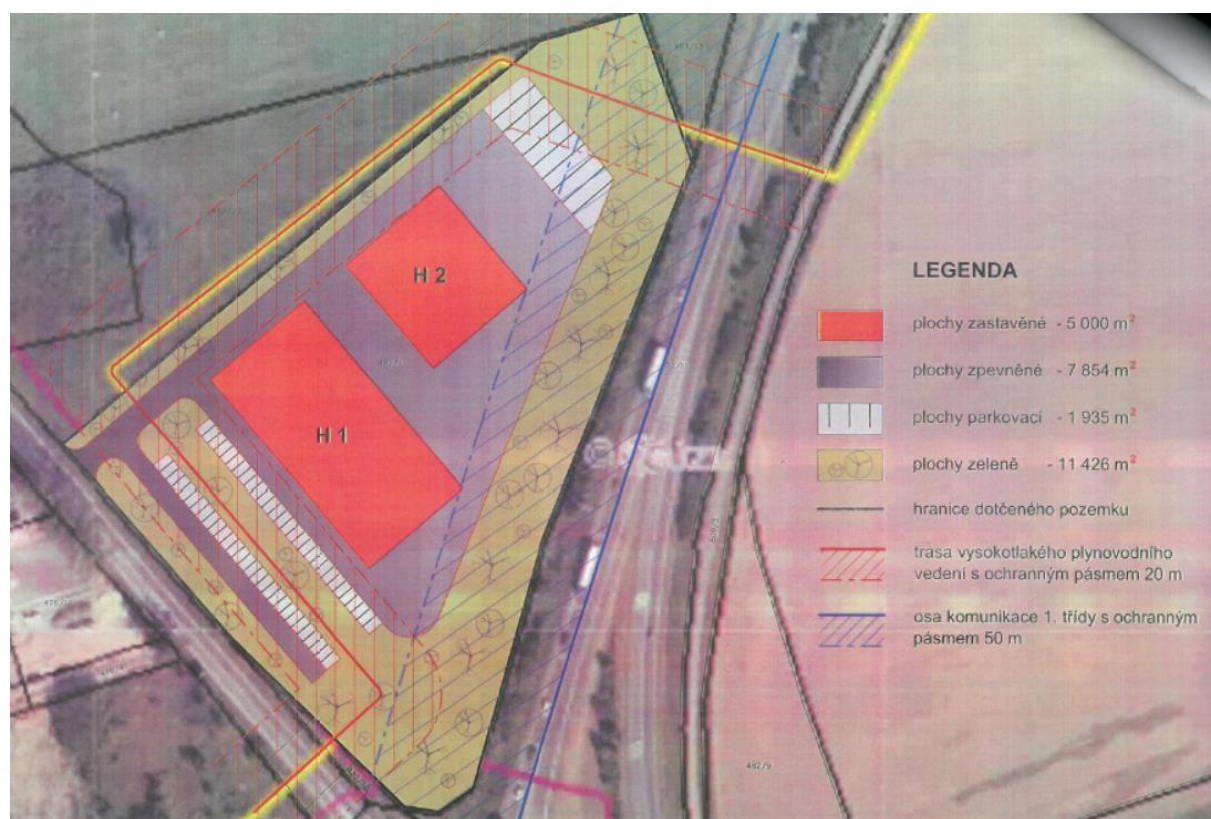 H 2
H 1
LEGENDA
plochy zastavěné - 5 000 m²
plochy zpevněné - 7 854 m²
plochy parkovací - 1 935 m²
plochy zeleně - 11 426 m²
hranice dotčeného pozemku
trasa vysokotlakého plynovodního
vedení s ochranným pásmem 20 m
osa komunikace 1. třídy s ochranným
pásmem 50 m
482/9